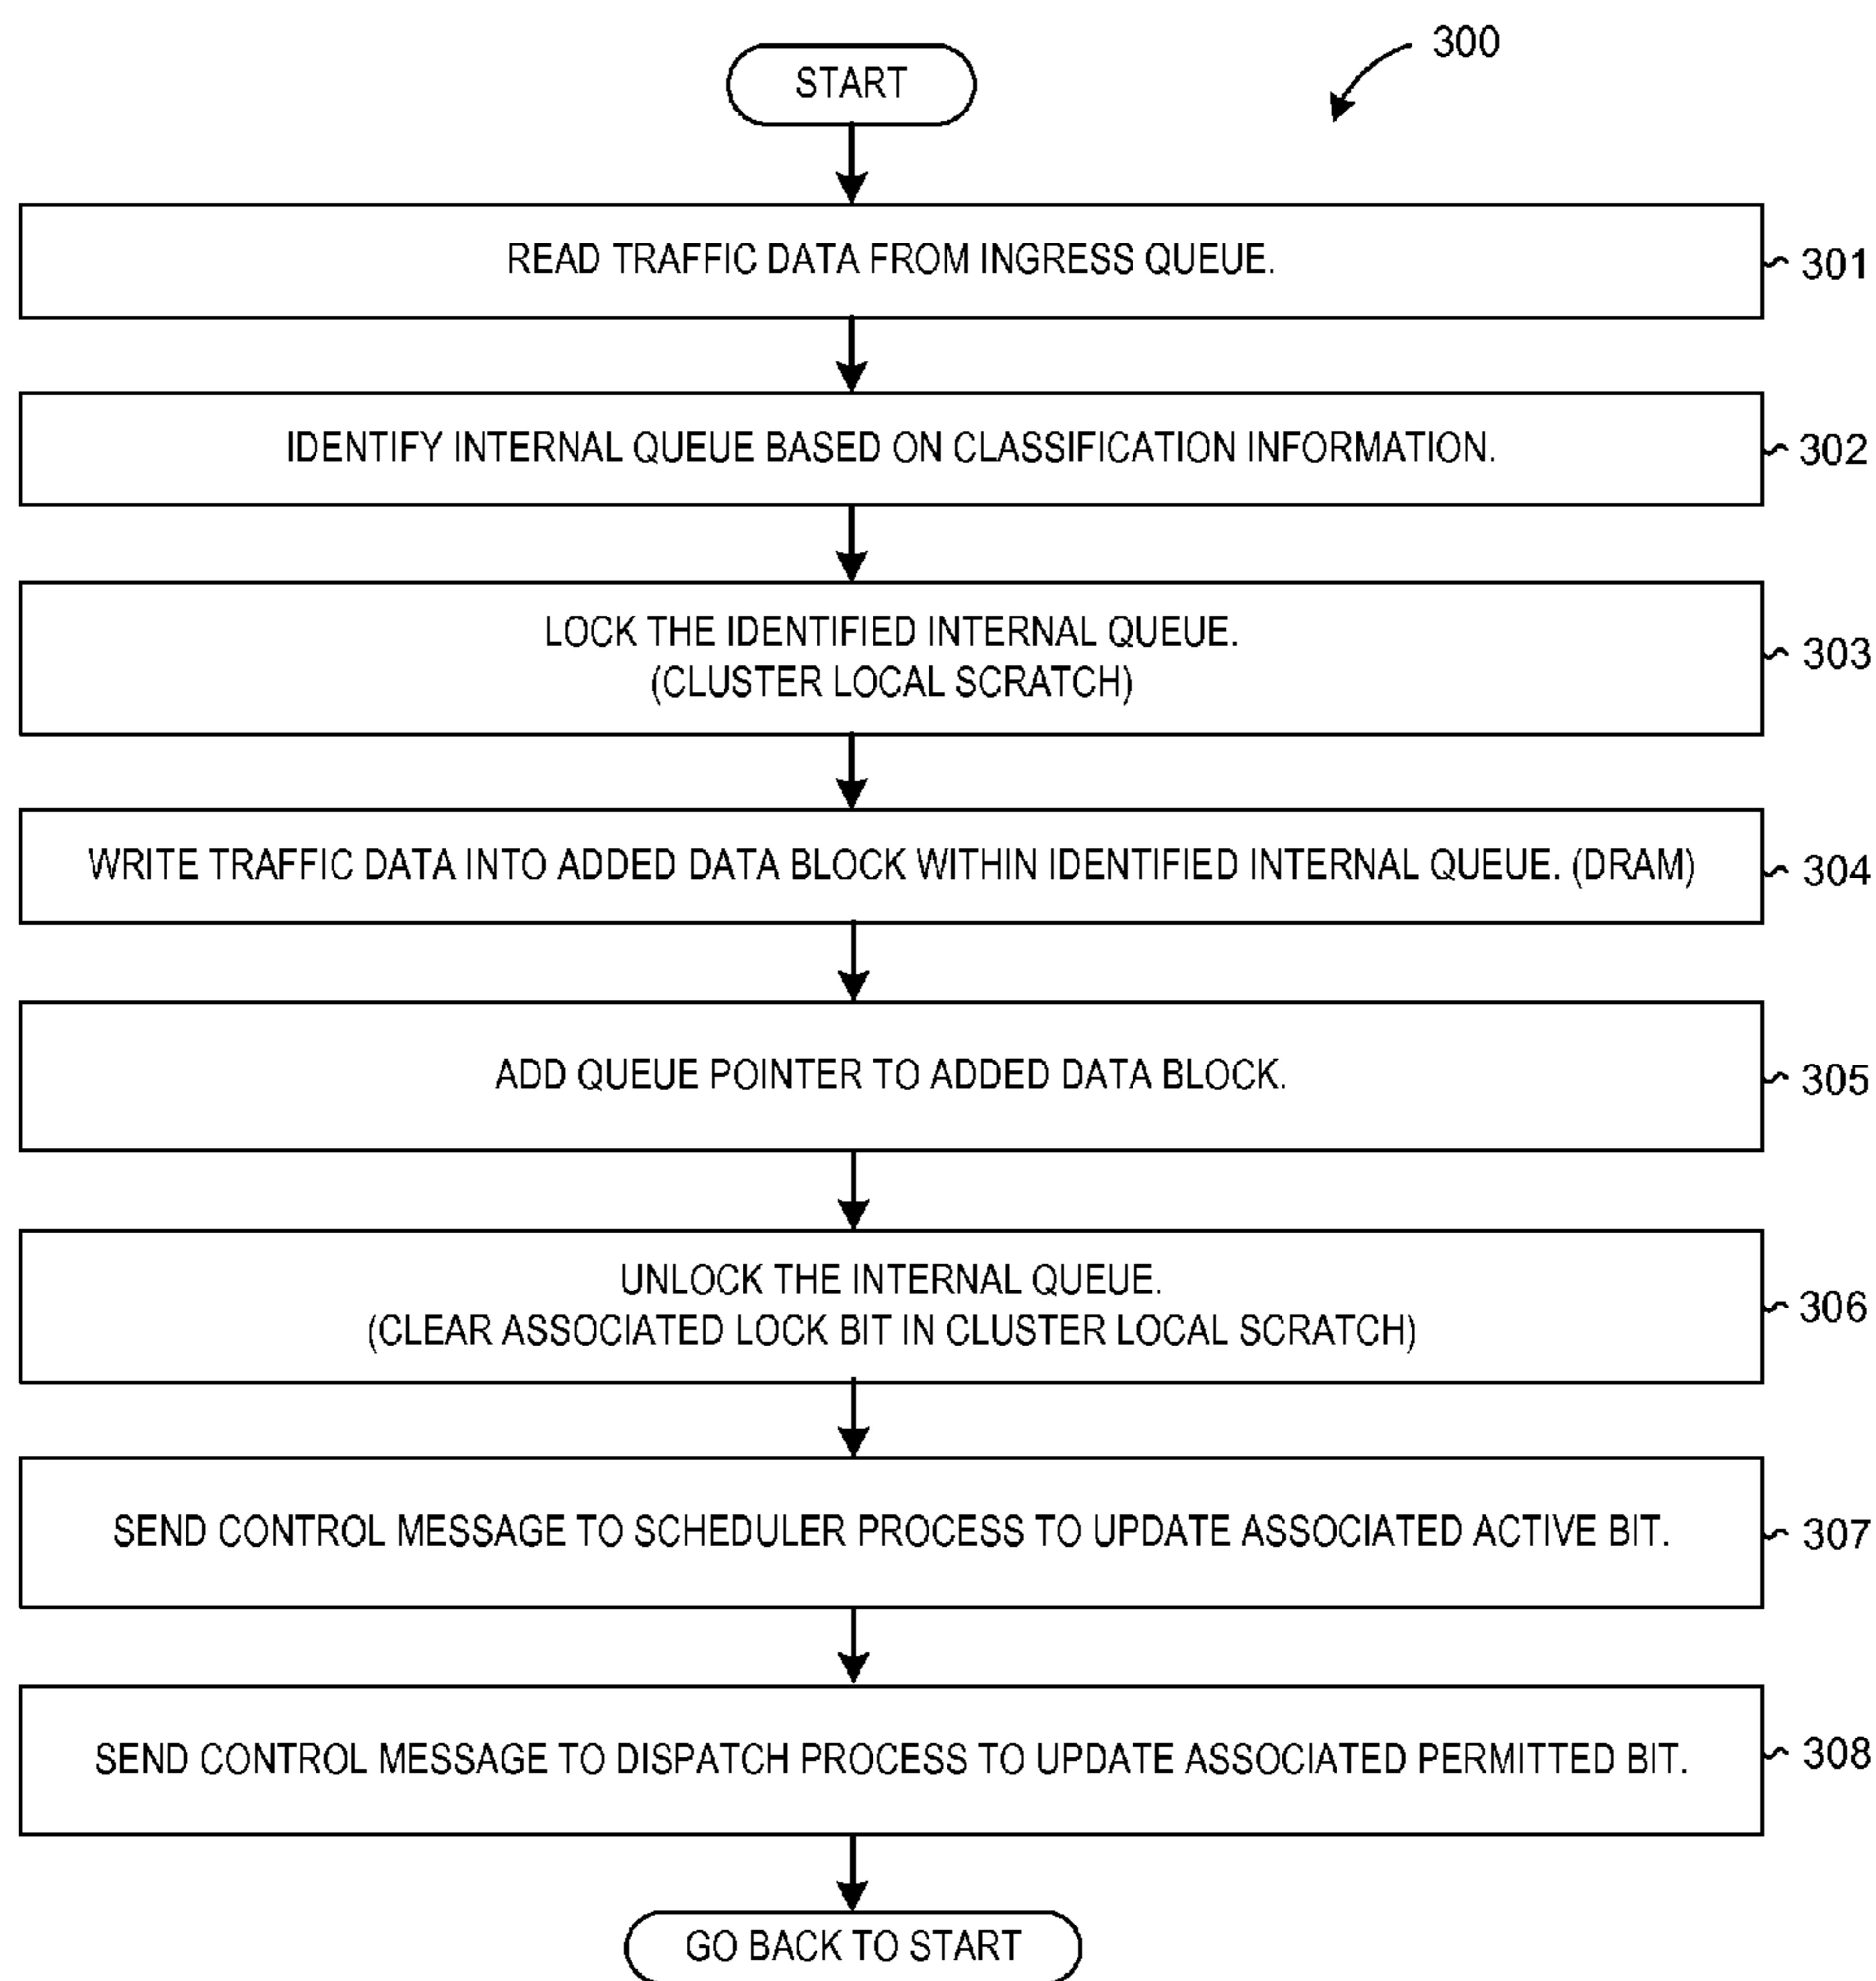 300
START
READ TRAFFIC DATA FROM INGRESS QUEUE.
301
IDENTIFY INTERNAL QUEUE BASED ON CLASSIFICATION INFORMATION.
302
LOCK THE IDENTIFIED INTERNAL QUEUE.
(CLUSTER LOCAL SCRATCH)
303
WRITE TRAFFIC DATA INTO ADDED DATA BLOCK WITHIN IDENTIFIED INTERNAL QUEUE. (DRAM)
304
ADD QUEUE POINTER TO ADDED DATA BLOCK.
305
UNLOCK THE INTERNAL QUEUE.
(CLEAR ASSOCIATED LOCK BIT IN CLUSTER LOCAL SCRATCH)
306
SEND CONTROL MESSAGE TO SCHEDULER PROCESS TO UPDATE ASSOCIATED ACTIVE BIT.
307
SEND CONTROL MESSAGE TO DISPATCH PROCESS TO UPDATE ASSOCIATED PERMITTED BIT.
308
GO BACK TO START